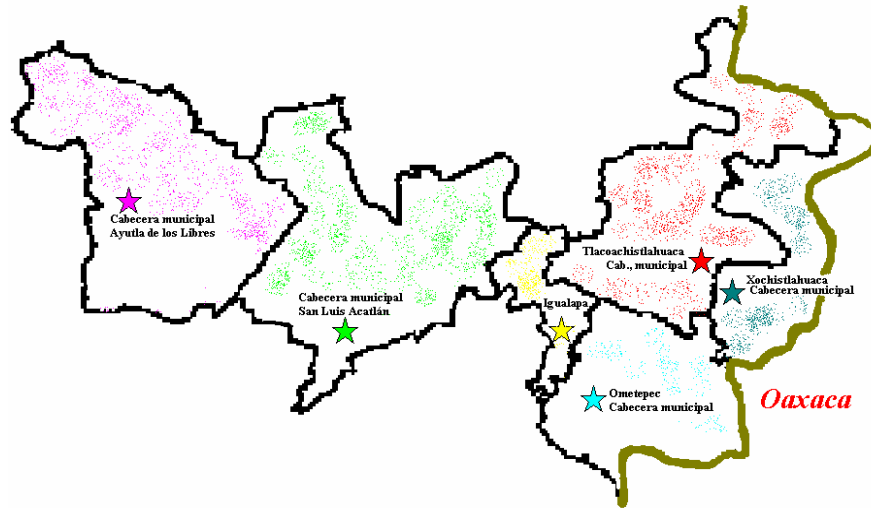 Cabecera municipal
Ayutla de los Libres
Cabecera municipal
San Luis Acatlán
Igualapa
Tlacoachistlahuaca
Cab., municipal
Xochistlahuaca
Cabecera municipal
Ometepec
Cabecera municipal
Oaxaca